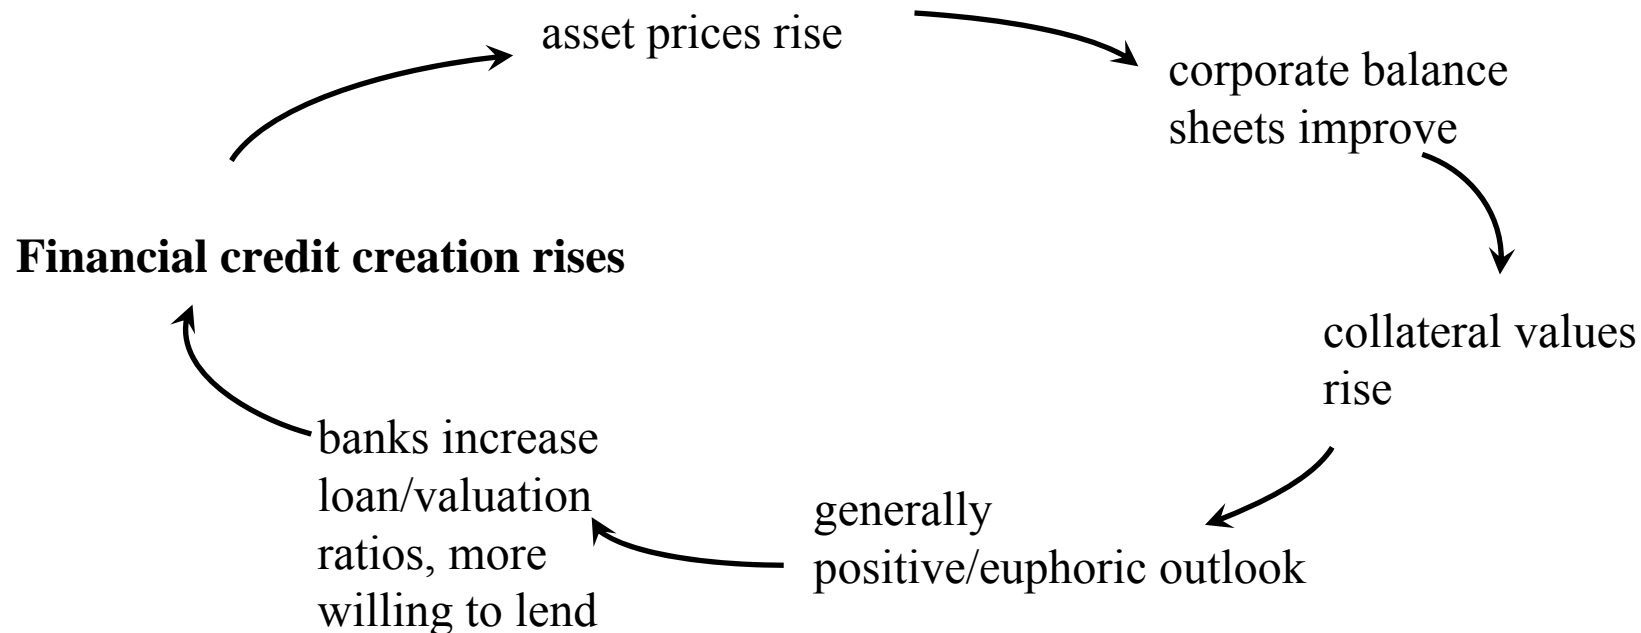 asset prices rise
corporate balance
sheets improve
Financial credit creation rises
collateral values
rise
banks increase
loan/valuation
ratios, more
willing to lend
generally
positive/euphoric outlook